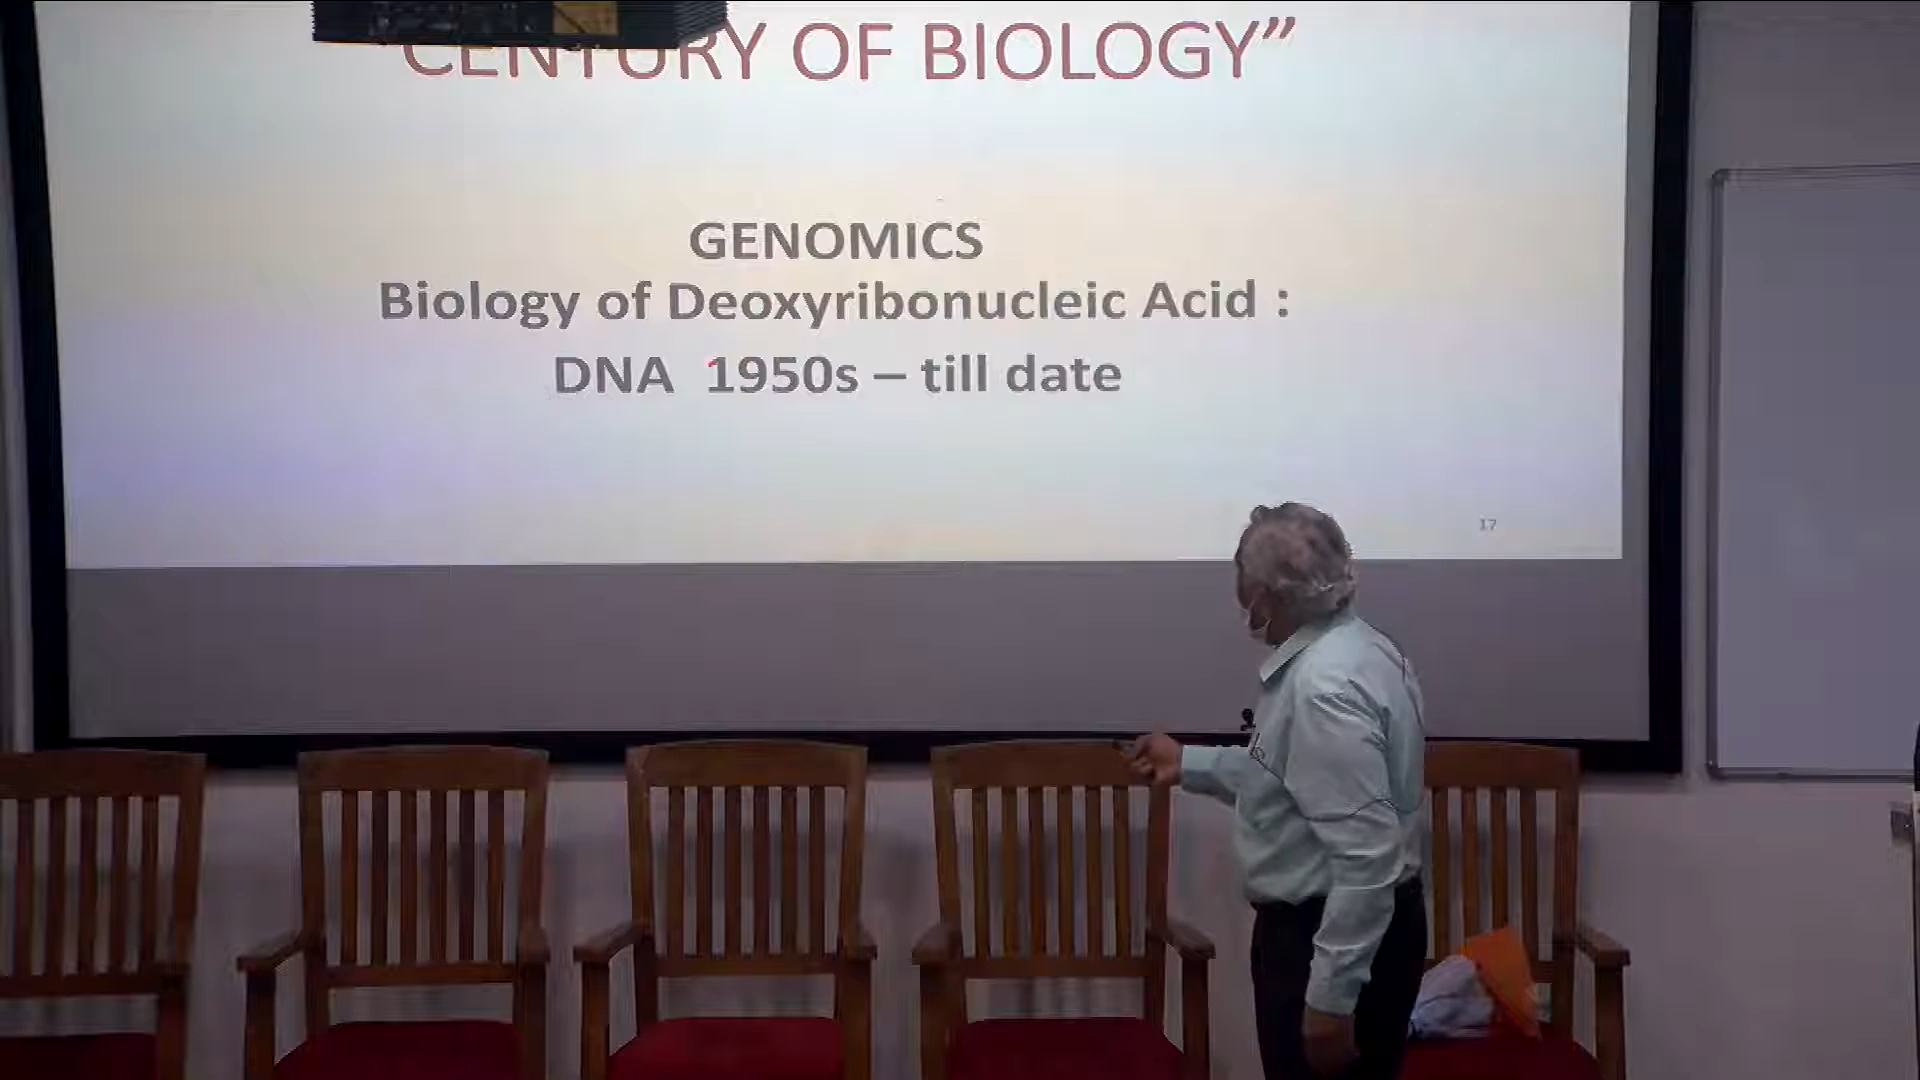 CENTURY OF BIOLOGY”
GENOMICS
Biology of Deoxyribonucleic Acid :
DNA 1950s – till date
17